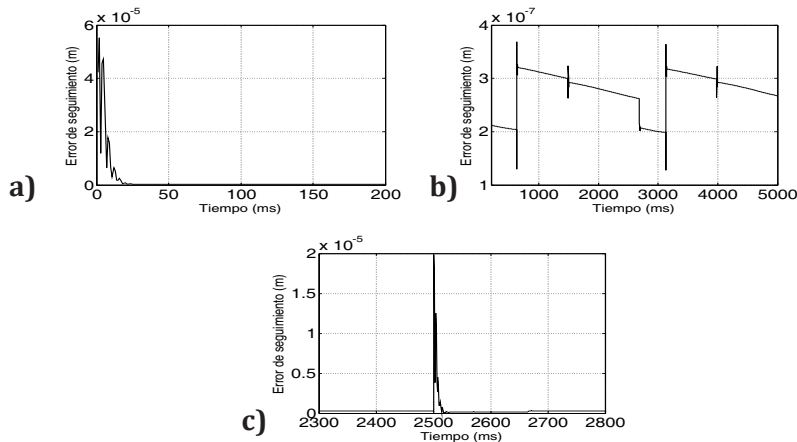 x 10-5
6
4
2
0
Error de seguimiento (m)
0 50 100 150 200
Tiempo (ms)
a)
x 10-7
4
3
2
1
Error de seguimiento (m)
1000 2000 3000 4000 5000
Tiempo (ms)
b)
x 10-5
2
1.5
1
0.5
0
Error de seguimiento (m)
2300 2400 2500 2600 2700 2800
Tiempo (ms)
c)